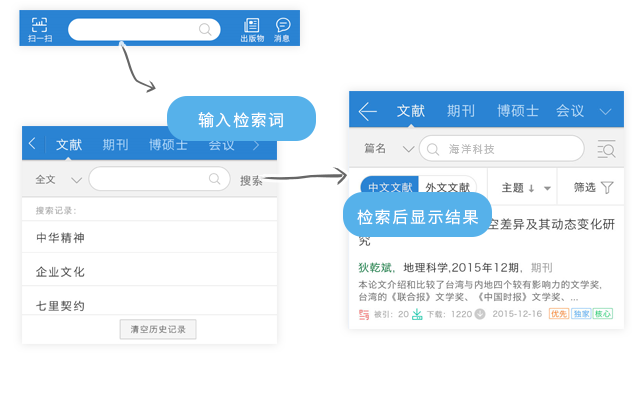 扫一扫
出版物
消息
输入检索词
文献 期刊 博硕士 会议
全文
搜索
搜索记录:
中华精神
企业文化
七里契约
清空历史记录
文献 期刊 博硕士 会议
篇名
海洋科技
中文文献 外文文献
主题↓
筛选
检索后显示结果
空差异及其动态变化研
究
狄乾斌, 地理科学,2015年12期, 期刊
本论文介绍和比较了台湾与内地四个较有影响力的文学奖,
台湾的《联合报》文学奖、《中国时报》文学奖、...
被引: 20 下载: 1220 2015-12-16 优先 独家 核心